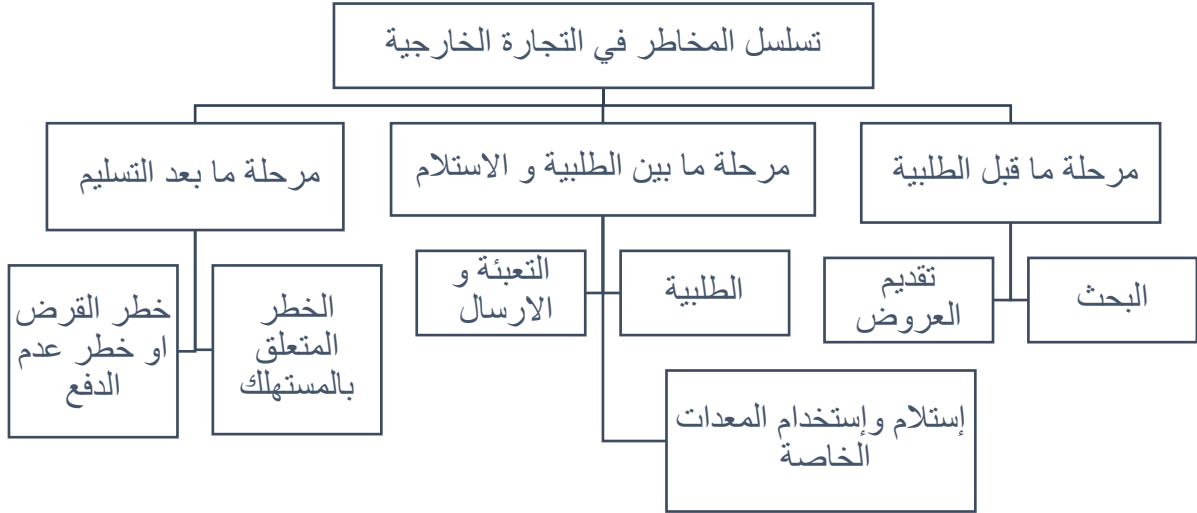 تسلسل المخاطر في التجارة الخارجية
مرحلة ما قبل الطلبية
مرحلة ما بين الطلبية و الاستلام
مرحلة ما بعد التسليم
البحث
تقديم
العروض
الطلبية
التعبئة و
الارسال
إستلام وإستخدام المعدات
الخاصة
الخطر
المتعلق
بالمستهلك
خطر القرض
او خطر عدم
الدفع